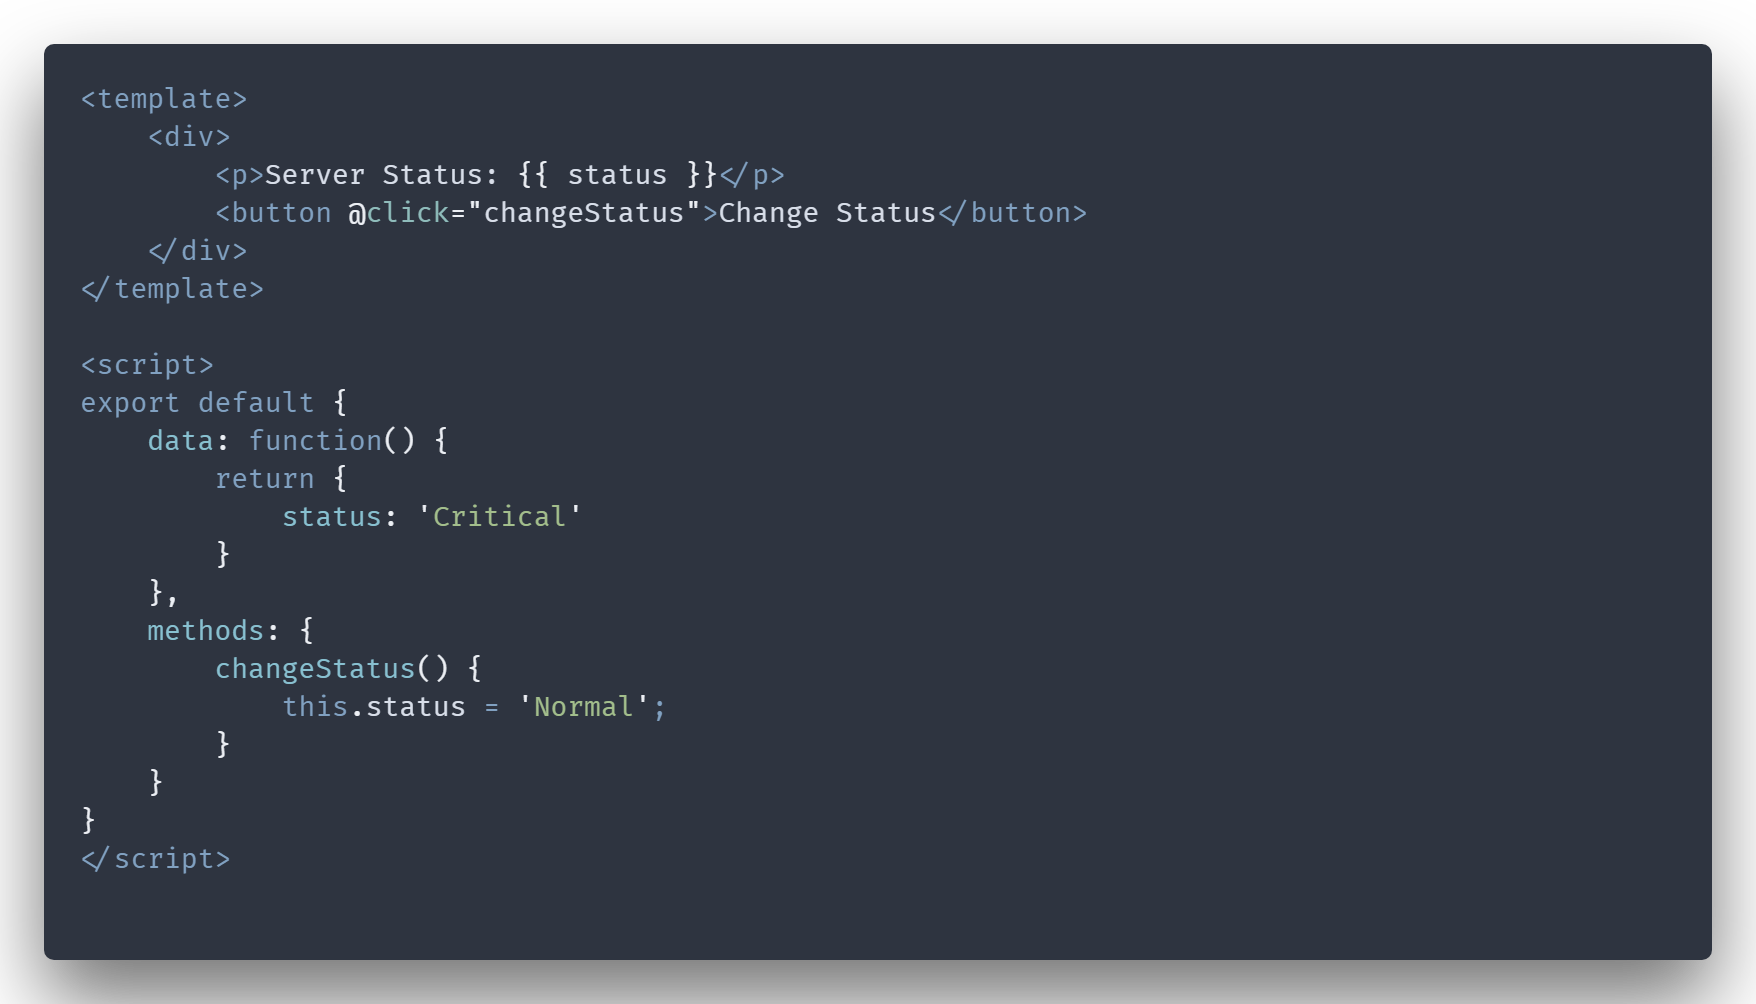 <template>
    <div>
        <p>Server Status: {{ status }}</p>
        <button @click="changeStatus">Change Status</button>
    </div>
</template>

<script>
export default {
    data: function() {
        return {
            status: 'Critical'
        }
    },
    methods: {
        changeStatus() {
            this.status = 'Normal';
        }
    }
}
</script>